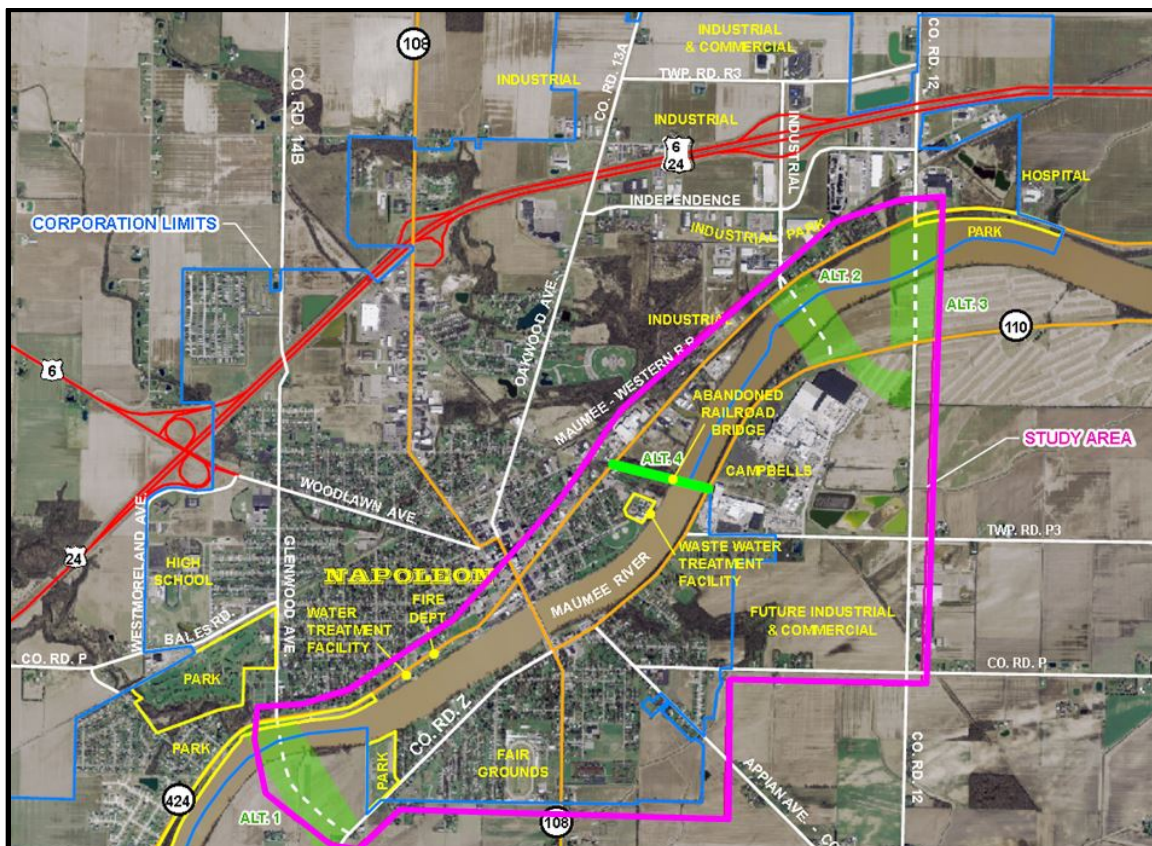 INDUSTRIAL
& COMMERCIAL
108
CO. RD. 13A
TWP. RD. R3
CO. RD. 12
INDUSTRIAL
CO. RD. 14B
INDUSTRIAL
INDUSTRIAL
6
24
HOSPITAL
INDEPENDENCE
CORPORATION LIMITS
INDUSTRIAL PARK
PARK
ALT. 2
ALT. 3
110
OAKWOOD AVE.
INDUSTRIAL
6
MAUMEE - WESTERN R.R.
ABANDONED
RAILROAD
BRIDGE
STUDY AREA
ALT. 4
CAMPBELLS
WOODLAWN AVE.
TWP. RD. P3
24
WESTMORELAND AVE.
HIGH
SCHOOL
GLENWOOD AVE.
NAPOLEON
WASTE WATER
TREATMENT
FACILITY
MAUMEE RIVER
FIRE
DEPT
WATER
TREATMENT
FACILITY
BALES RD.
FUTURE INDUSTRIAL
& COMMERCIAL
CO. RD. P
CO. RD. P
PARK
PARK
CO. RD. Z
PARK
FAIR
GROUNDS
CO. RD. 12
APPIAN AVE. - CO
424
ALT. 1
108